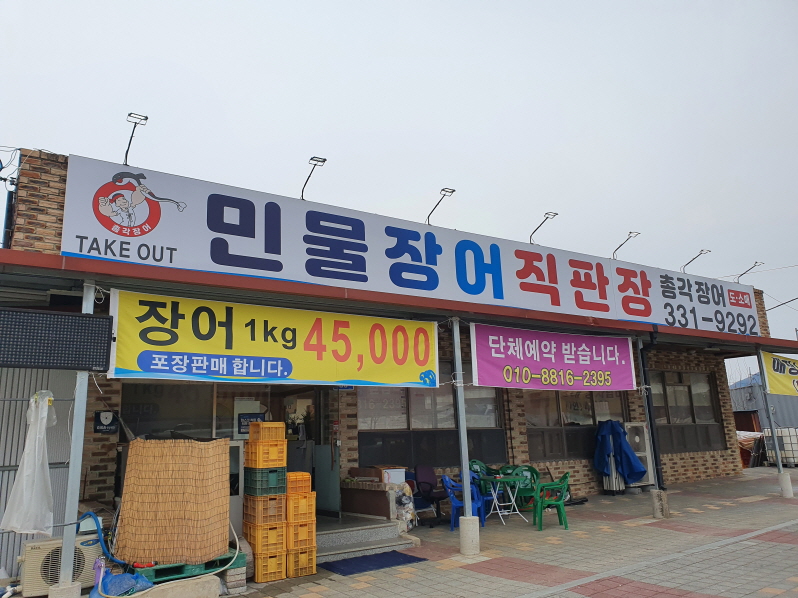 총각장어
TAKE OUT
민물장어직판장
총각장어
도·소매
331-9292
장어 1kg 45,000
포장판매 합니다.
단체예약 받습니다.
010-8816-2395